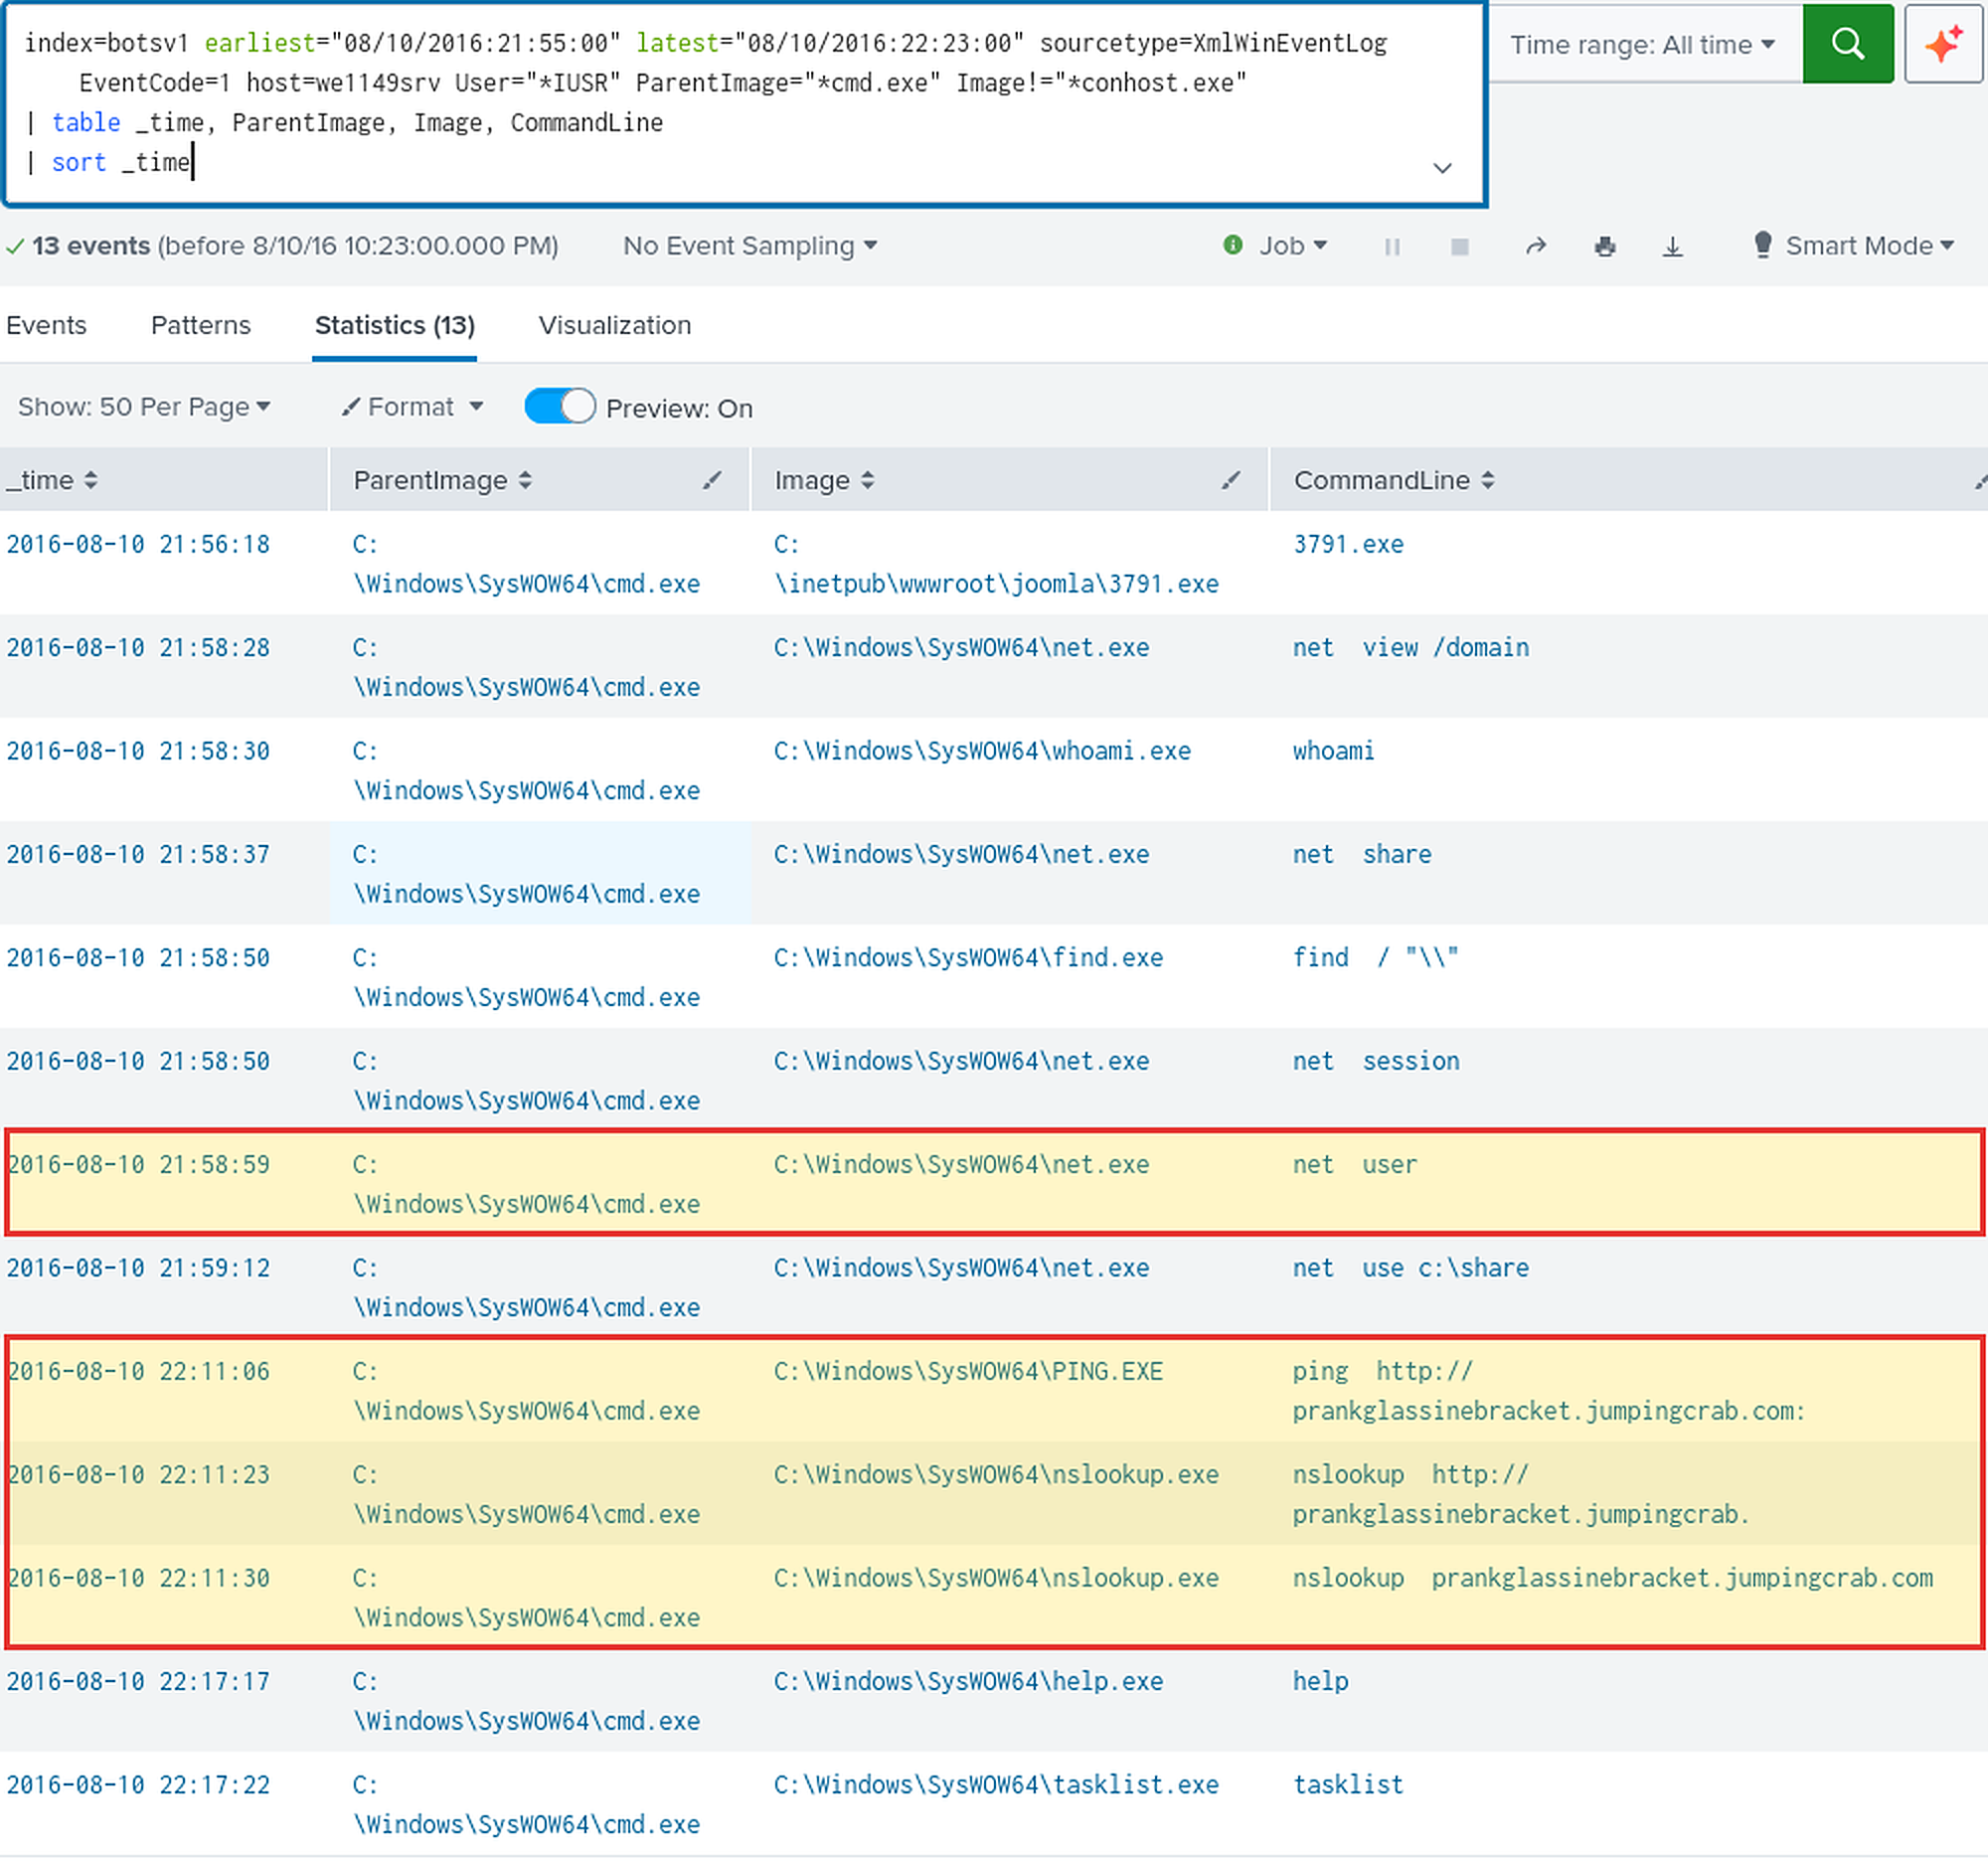 index=botsv1 earliest="08/10/2016:21:55:00" latest="08/10/2016:22:23:00" sourcetype=XmlWinEventLog
EventCode=1 host=we1149srv User="*IUSR" ParentImage="*cmd.exe" Image!="*conhost.exe"
| table _time, ParentImage, Image, CommandLine
| sort _time
Time range: All time
13 events (before 8/10/16 10:23:00.000 PM) No Event Sampling Job Smart Mode
Events Patterns Statistics (13) Visualization
Show: 50 Per Page Format Preview: On
_time ParentImage Image CommandLine
2016-08-10 21:56:18 C: C: 3791.exe
\Windows\SysWOW64\cmd.exe \inetpub\wwwroot\joomla\3791.exe
2016-08-10 21:58:28 C: C:\Windows\SysWOW64\net.exe net  view /domain
\Windows\SysWOW64\cmd.exe
2016-08-10 21:58:30 C: C:\Windows\SysWOW64\whoami.exe whoami
\Windows\SysWOW64\cmd.exe
2016-08-10 21:58:37 C: C:\Windows\SysWOW64\net.exe net  share
\Windows\SysWOW64\cmd.exe
2016-08-10 21:58:50 C: C:\Windows\SysWOW64\find.exe find  / "\\"
\Windows\SysWOW64\cmd.exe
2016-08-10 21:58:50 C: C:\Windows\SysWOW64\net.exe net  session
\Windows\SysWOW64\cmd.exe
2016-08-10 21:58:59 C: C:\Windows\SysWOW64\net.exe net  user
\Windows\SysWOW64\cmd.exe
2016-08-10 21:59:12 C: C:\Windows\SysWOW64\net.exe net  use c:\share
\Windows\SysWOW64\cmd.exe
2016-08-10 22:11:06 C: C:\Windows\SysWOW64\PING.EXE ping  http://
\Windows\SysWOW64\cmd.exe prankglassinebracket.jumpingcrab.com:
2016-08-10 22:11:23 C: C:\Windows\SysWOW64\nslookup.exe nslookup  http://
\Windows\SysWOW64\cmd.exe prankglassinebracket.jumpingcrab.
2016-08-10 22:11:30 C: C:\Windows\SysWOW64\nslookup.exe nslookup  prankglassinebracket.jumpingcrab.com
\Windows\SysWOW64\cmd.exe
2016-08-10 22:17:17 C: C:\Windows\SysWOW64\help.exe help
\Windows\SysWOW64\cmd.exe
2016-08-10 22:17:22 C: C:\Windows\SysWOW64\tasklist.exe tasklist
\Windows\SysWOW64\cmd.exe